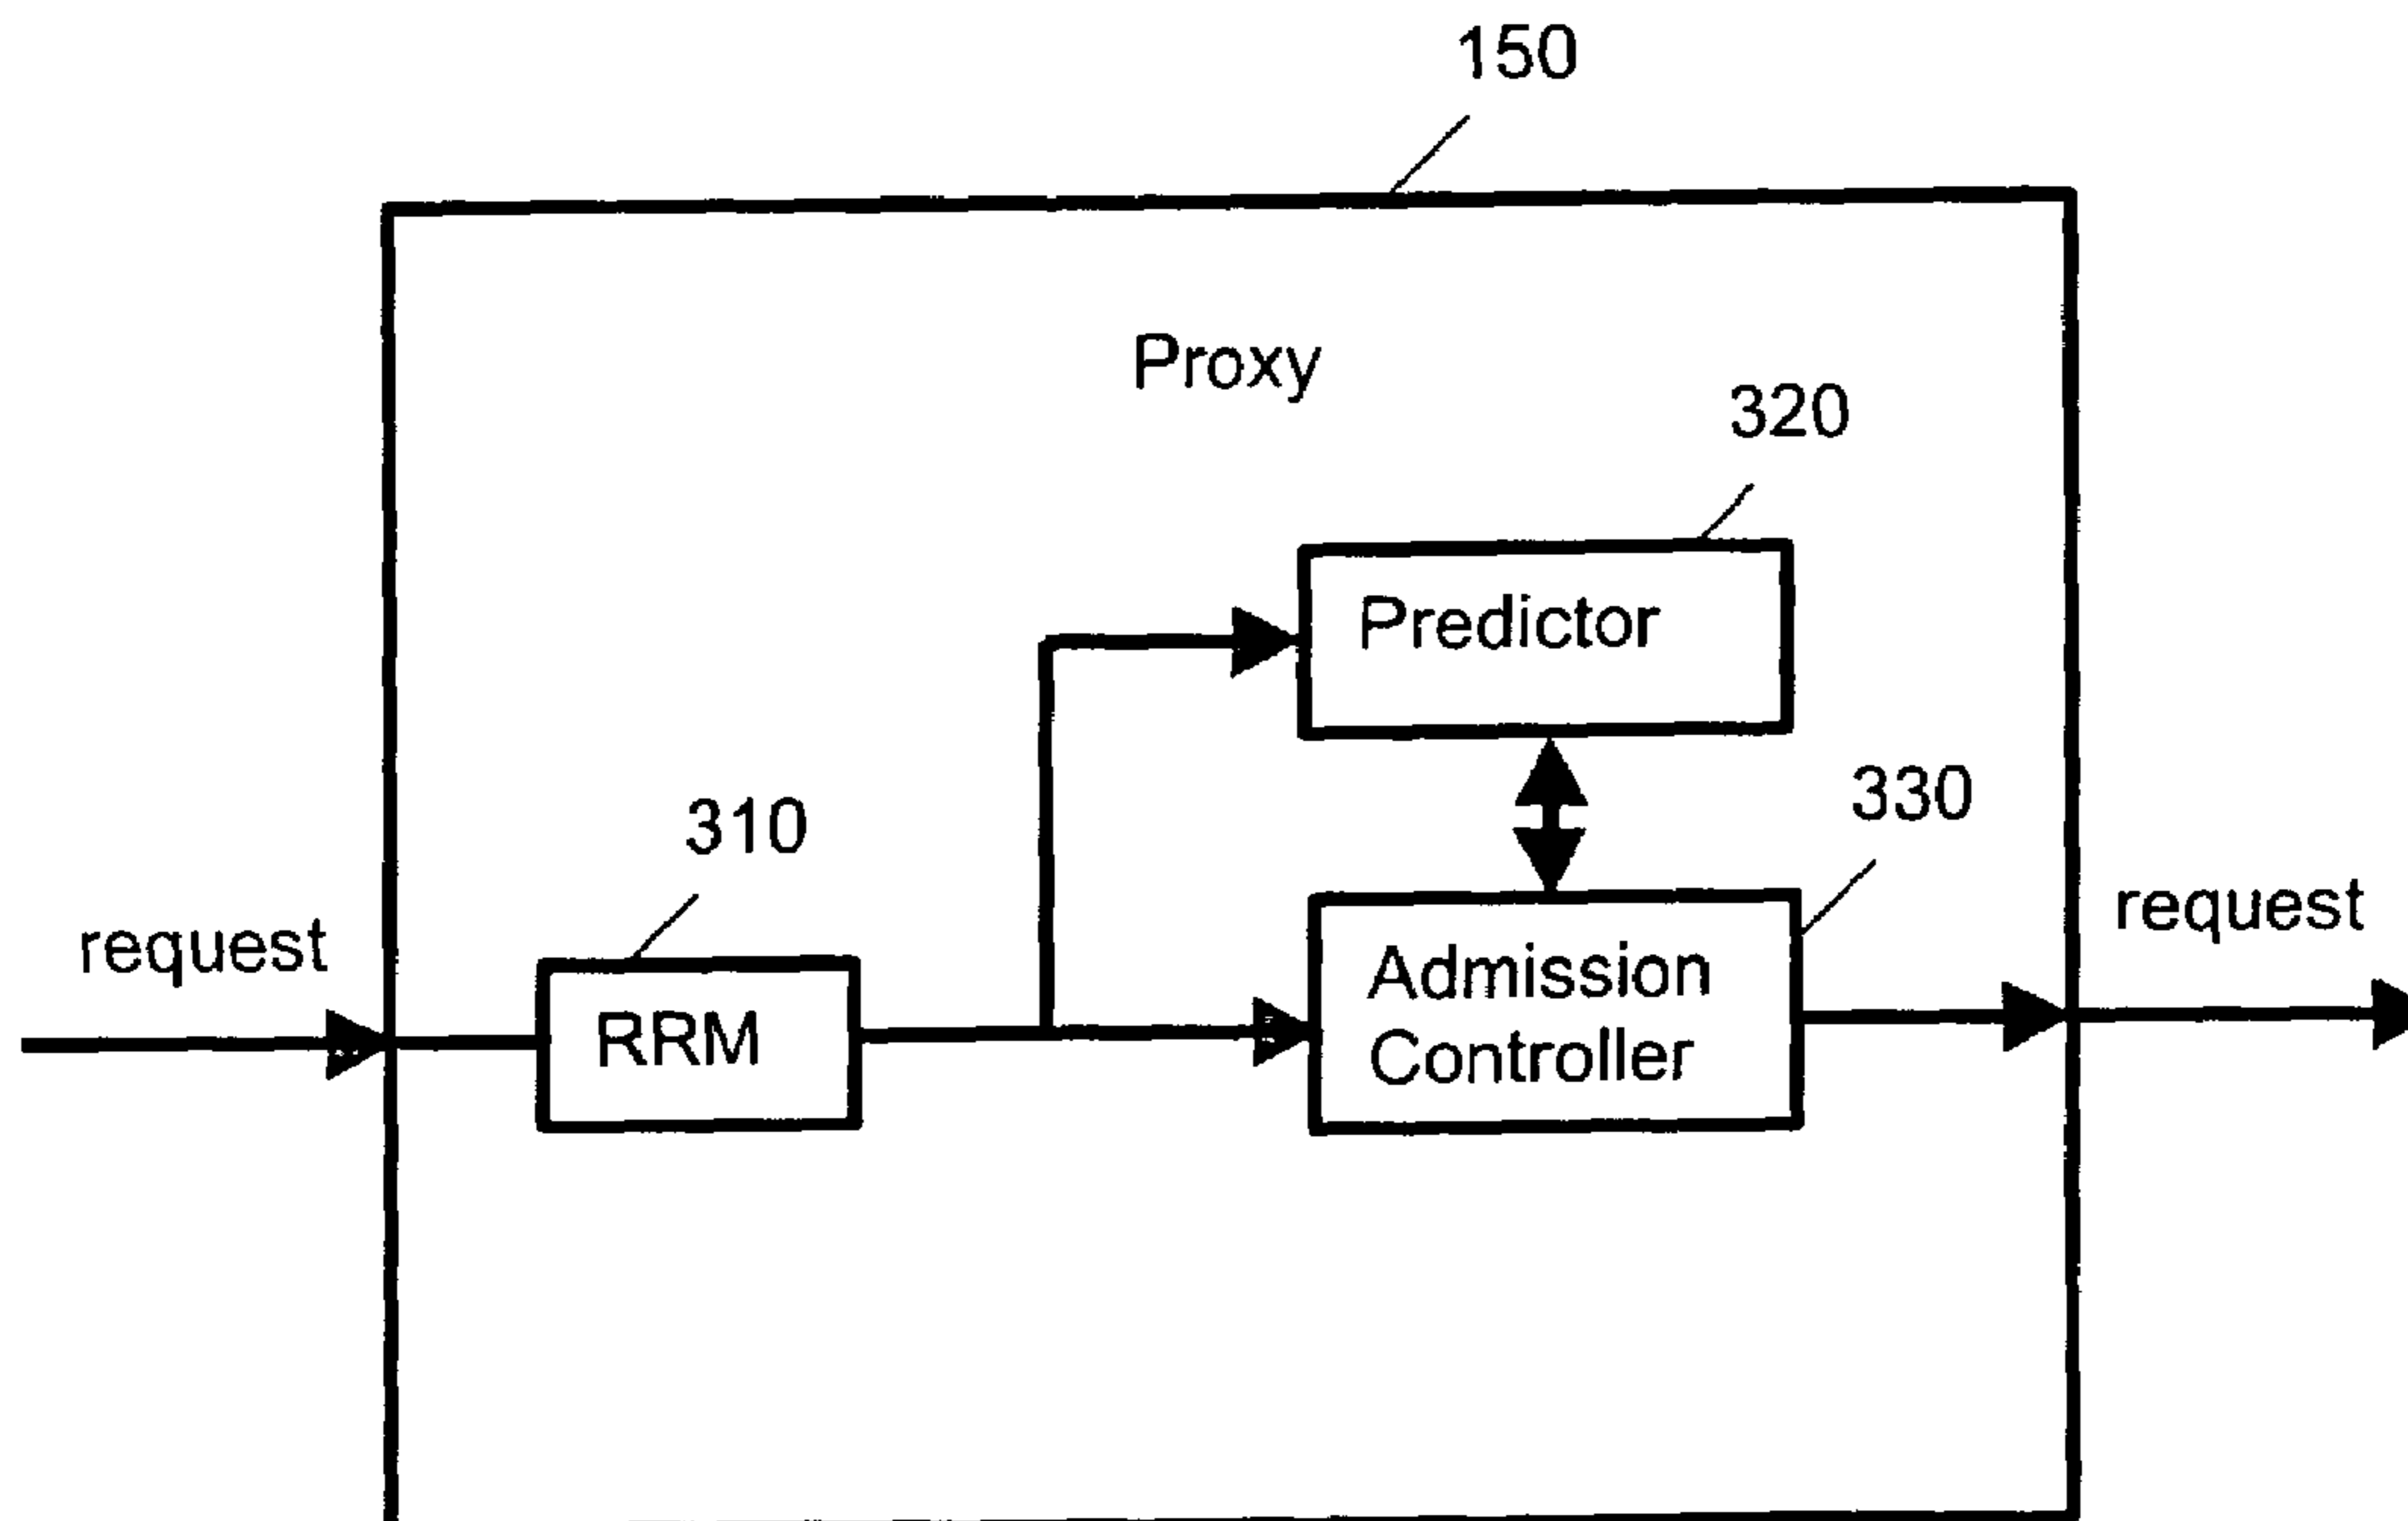 150
Proxy
320
Predictor
310
330
request
request
RRM
Admission
Controller